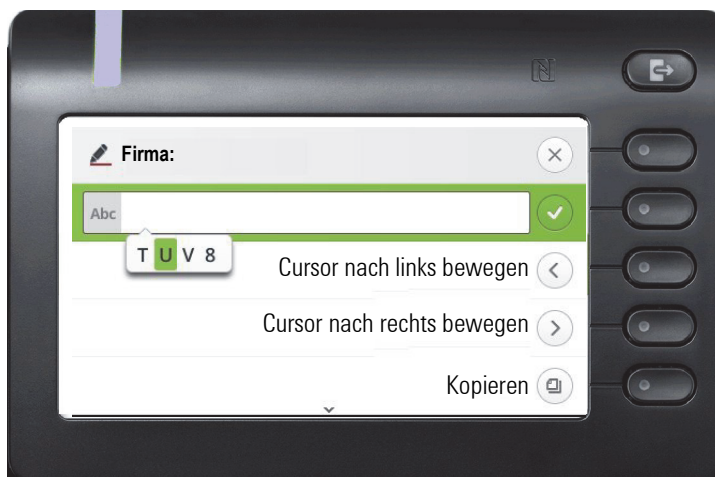 Firma:
Abc
T U V 8
Cursor nach links bewegen
Cursor nach rechts bewegen
Kopieren